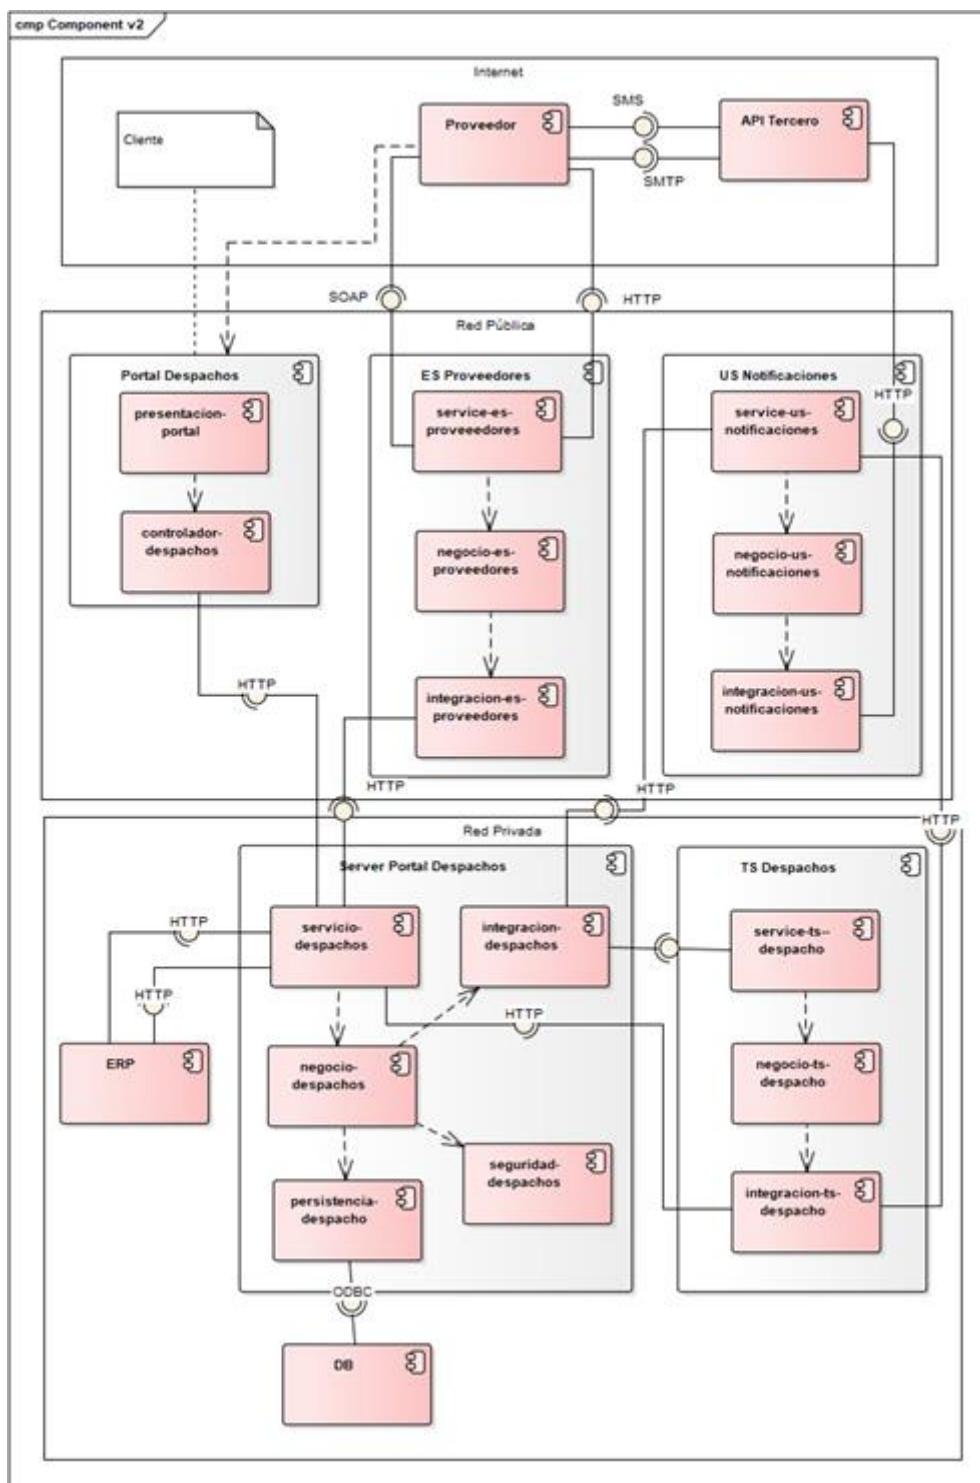 cmp Component v2
Internet
Cliente
Proveedor
SMS
SMTP
API Tercero
SOAP
HTTP
Red Pública
Portal Despachos
presentacion-
portal
controlador-
despachos
HTTP
ES Proveedores
service-es-
proveeedores
negocio-es-
proveedores
integracion-es-
proveedores
HTTP
US Notificaciones
HTTP
service-us-
notificaciones
negocio-us-
notificaciones
integracion-us-
notificaciones
HTTP
HTTP
Red Privada
Server Portal Despachos
servicio-
despachos
integracion-
despachos
HTTP
HTTP
HTTP
ERP
negocio-
despachos
seguridad-
despachos
persistencia-
despacho
ODBC
DB
TS Despachos
service-ts--
despacho
negocio-ts-
despacho
integracion-ts-
despacho